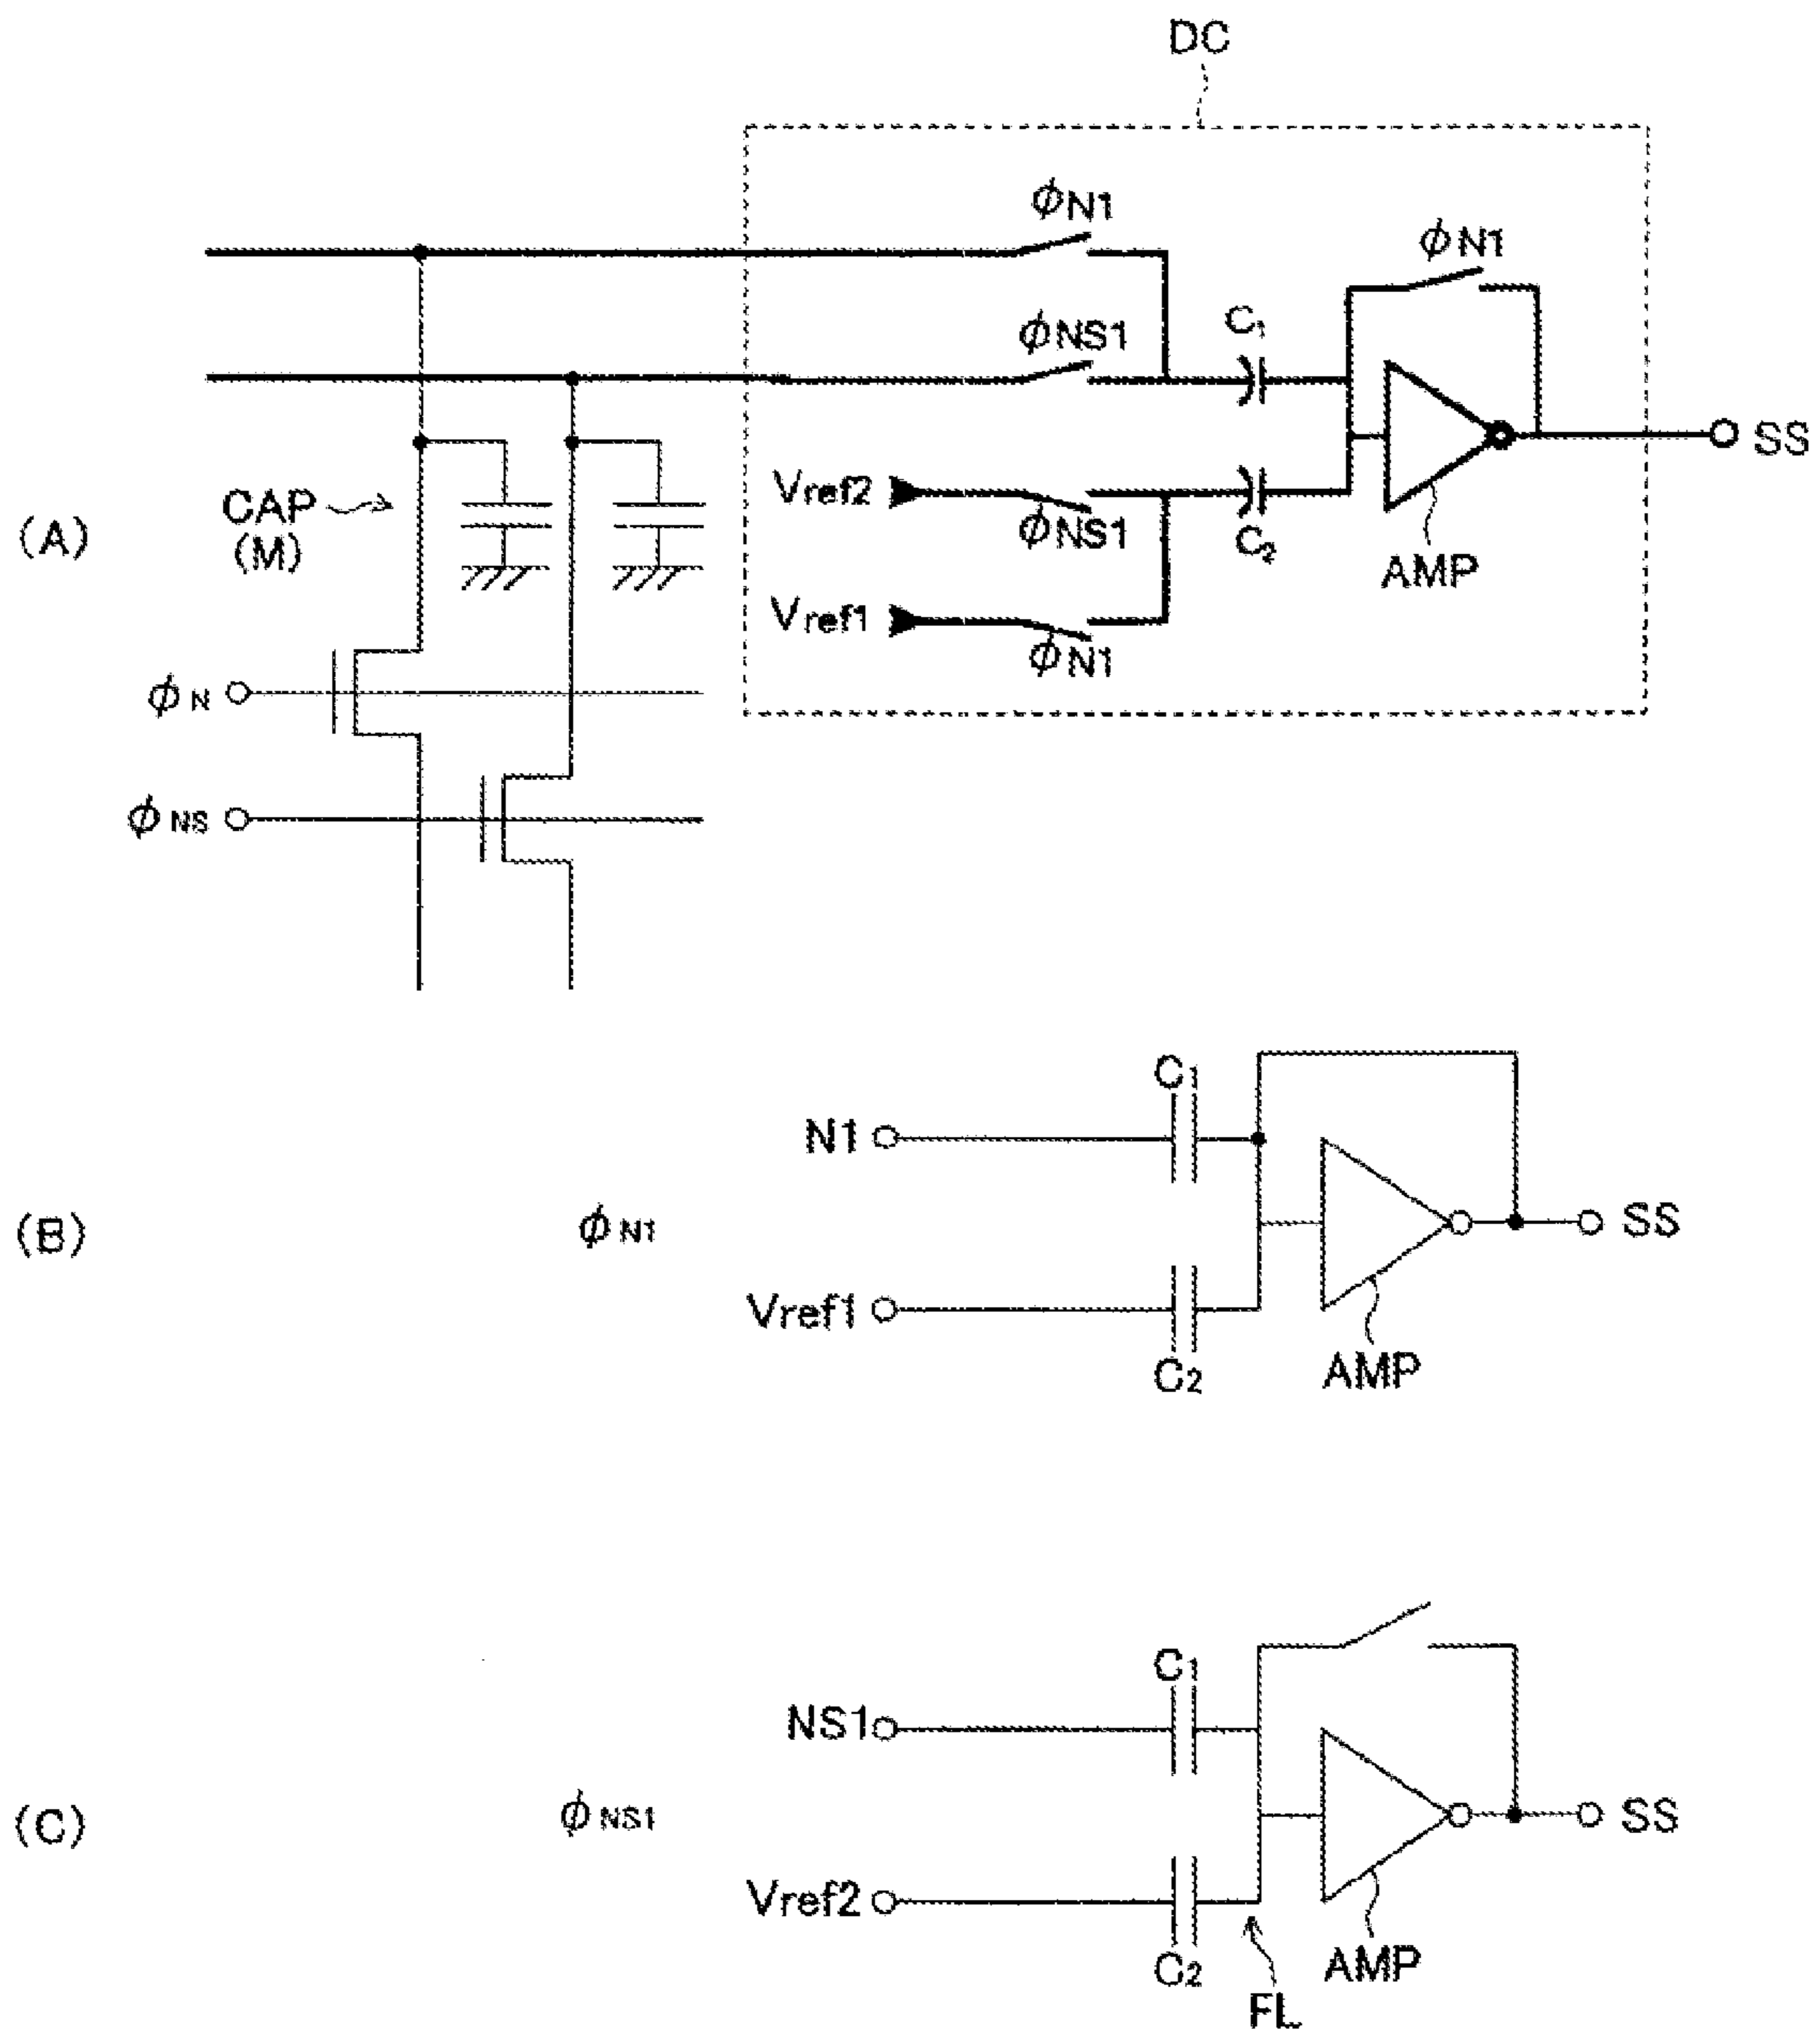 DC
ϕN1
ϕN1
ϕNS1
C1
SS
Vref2
CAP
(M)
(A)
ϕNS1
C2
AMP
Vref1
ϕN1
ϕN
ϕNS
C1
N1
(B)
ϕN1
SS
Vref1
C2
AMP
C1
NS1
(C)
ϕNS1
SS
Vref2
C2
AMP
FL